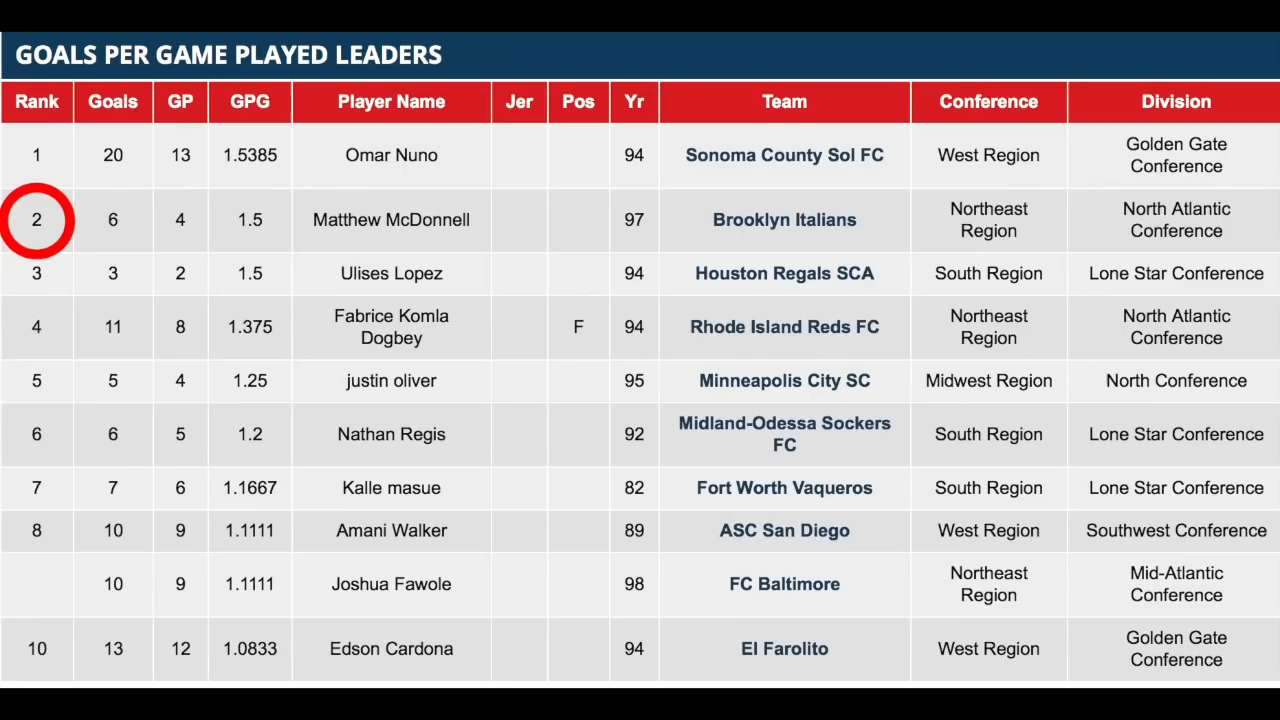 GOALS PER GAME PLAYED LEADERS
Rank Goals GP GPG Player Name Jer Pos Yr Team Conference Division
1 20 13 1.5385 Omar Nuno 94 Sonoma County Sol FC West Region Golden Gate Conference
2 6 4 1.5 Matthew McDonnell 97 Brooklyn Italians Northeast Region North Atlantic Conference
3 3 2 1.5 Ulises Lopez 94 Houston Regals SCA South Region Lone Star Conference
4 11 8 1.375 Fabrice Komla Dogbey F 94 Rhode Island Reds FC Northeast Region North Atlantic Conference
5 5 4 1.25 justin oliver 95 Minneapolis City SC Midwest Region North Conference
6 6 5 1.2 Nathan Regis 92 Midland-Odessa Sockers FC South Region Lone Star Conference
7 7 6 1.1667 Kalle masue 82 Fort Worth Vaqueros South Region Lone Star Conference
8 10 9 1.1111 Amani Walker 89 ASC San Diego West Region Southwest Conference
10 9 1.1111 Joshua Fawole 98 FC Baltimore Northeast Region Mid-Atlantic Conference
10 13 12 1.0833 Edson Cardona 94 El Farolito West Region Golden Gate Conference